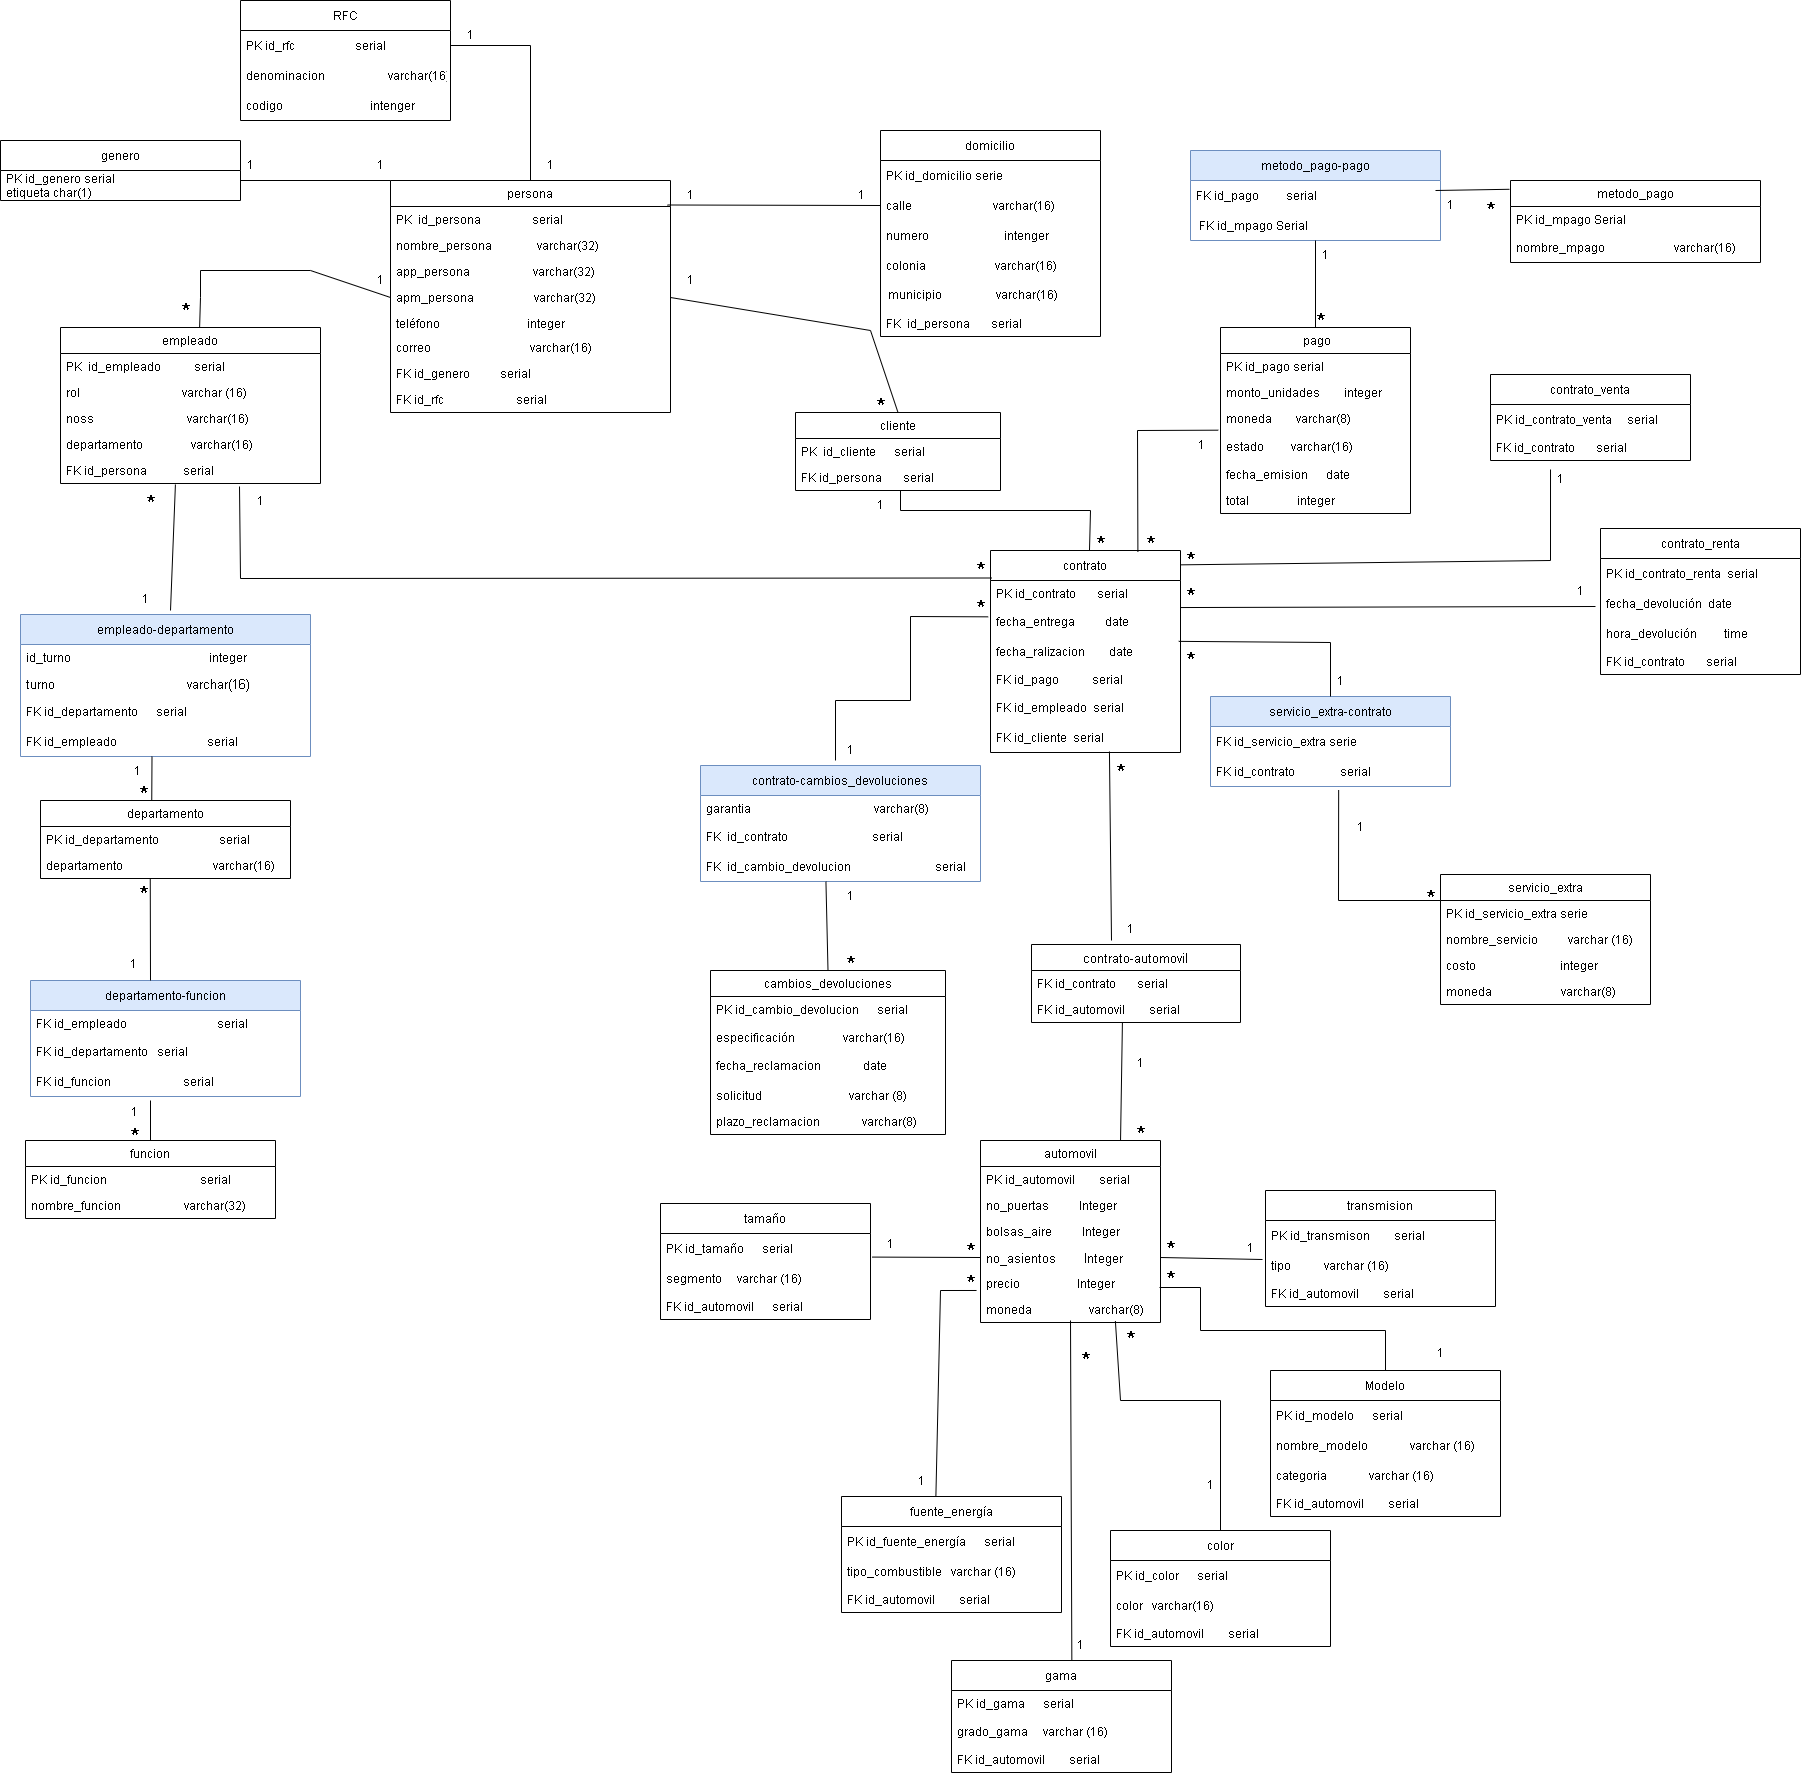 RFC
PK id_rfc serial
denominacion varchar(16
codigo intenger
1
1
genero
PK id_genero serial
etiqueta char(1)
1
1
persona
PK id_persona serial
nombre_persona varchar(32)
app_persona varchar(32)
apm_persona varchar(32)
teléfono integer
correo varchar(16)
FK id_genero serial
FK id_rfc serial
1
1
domicilio
PK id_domicilio serie
calle varchar(16)
numero intenger
colonia varchar(16)
municipio varchar(16)
FK id_persona serial
metodo_pago-pago
FK id_pago serial
FK id_mpago Serial
1
*
metodo_pago
PK id_mpago Serial
nombre_mpago varchar(16)
1
*
pago
PK id_pago serial
monto_unidades integer
moneda varchar(8)
estado varchar(16)
fecha_emision date
total integer
1
*
1
*
1
*
empleado
PK id_empleado serial
rol varchar (16)
noss varchar(16)
departamento varchar(16)
FK id_persona serial
cliente
PK id_cliente serial
FK id_persona serial
1
*
contrato_venta
PK id_contrato_venta serial
FK id_contrato serial
1
*
contrato_renta
PK id_contrato_renta serial
fecha_devolución date
hora_devolución time
FK id_contrato serial
1
*
*
1
1
*
contrato
PK id_contrato serial
fecha_entrega date
fecha_ralizacion date
FK id_pago serial
FK id_empleado serial
FK id_cliente serial
empleado-departamento
id_turno integer
turno varchar(16)
FK id_departamento serial
FK id_empleado serial
1
*
departamento
PK id_departamento serial
departamento varchar(16)
*
1
departamento-funcion
FK id_empleado serial
FK id_departamento serial
FK id_funcion serial
1
*
funcion
PK id_funcion serial
nombre_funcion varchar(32)
*
1
contrato-cambios_devoluciones
garantia varchar(8)
FK id_contrato serial
FK id_cambio_devolucion serial
1
*
cambios_devoluciones
PK id_cambio_devolucion serial
especificación varchar(16)
fecha_reclamacion date
solicitud varchar (8)
plazo_reclamacion varchar(8)
*
1
servicio_extra-contrato
FK id_servicio_extra serie
FK id_contrato serial
1
*
servicio_extra
PK id_servicio_extra serie
nombre_servicio varchar (16)
costo integer
moneda varchar(8)
*
1
contrato-automovil
FK id_contrato serial
FK id_automovil serial
1
*
automovil
PK id_automovil serial
no_puertas Integer
bolsas_aire Integer
no_asientos Integer
precio Integer
moneda varchar(8)
tamaño
PK id_tamaño serial
segmento varchar (16)
FK id_automovil serial
1
*
*
1
transmision
PK id_transmison serial
tipo varchar (16)
FK id_automovil serial
*
1
Modelo
PK id_modelo serial
nombre_modelo varchar (16)
categoria varchar (16)
FK id_automovil serial
*
1
fuente_energía
PK id_fuente_energía serial
tipo_combustible varchar (16)
FK id_automovil serial
*
1
color
PK id_color serial
color varchar(16)
FK id_automovil serial
*
1
gama
PK id_gama serial
grado_gama varchar (16)
FK id_automovil serial